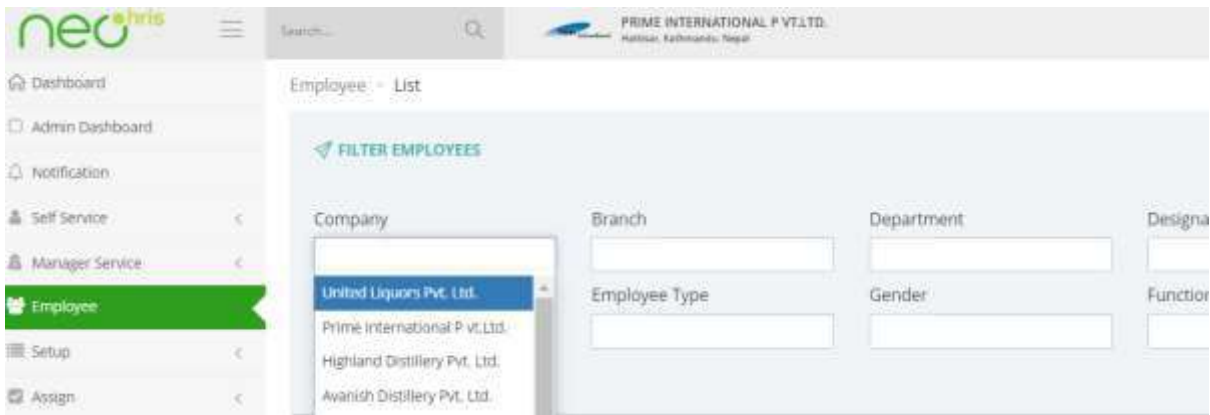 neo hris
Search...
PRIME INTERNATIONAL P VT.LTD.
Hattisar, Kathmandu, Nepal
Dashboard
Admin Dashboard
Notification
Self Service
Manager Service
Employee
Setup
Assign
Employee - List
FILTER EMPLOYEES
Company
Branch
Department
Designa
United Liquors Pvt. Ltd.
Prime International P vt.Ltd.
Highland Distillery Pvt. Ltd.
Avanish Distillery Pvt. Ltd.
Employee Type
Gender
Function